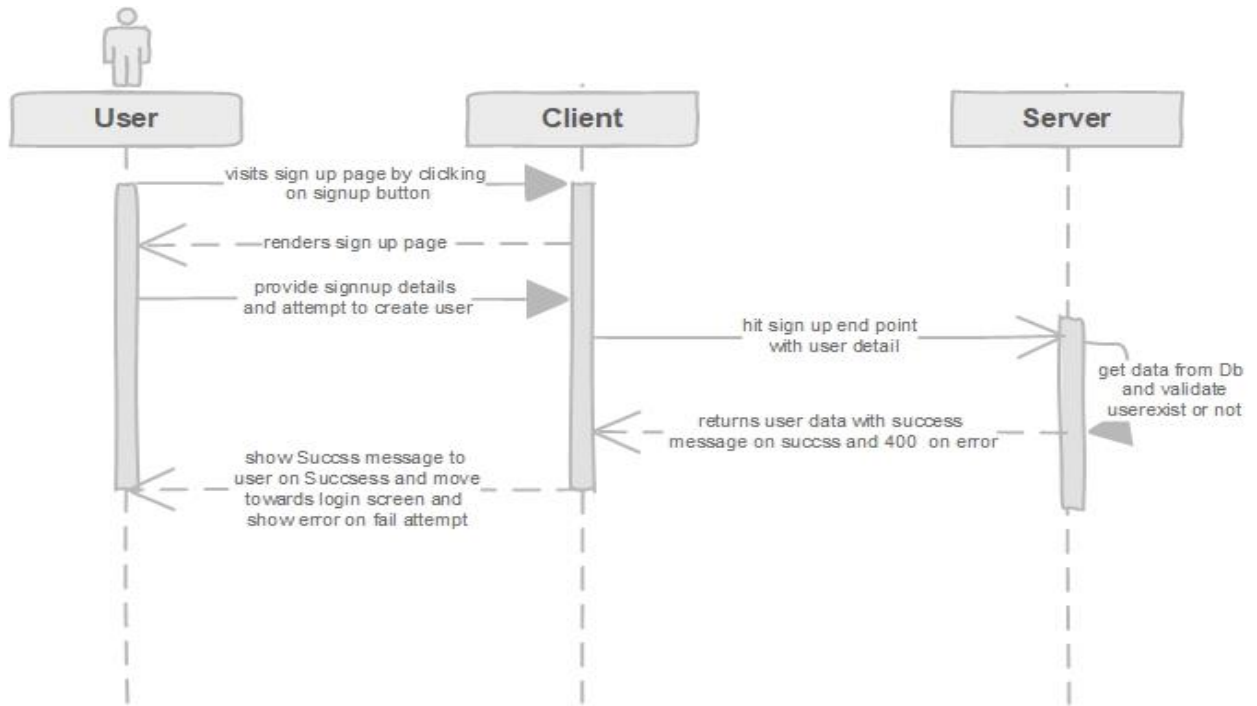 User
Client
Server
visits sign up page by cliclking
on signup button
renders sign up page
provide signnup details
and attempt to create user
hit sign up end point
with user detail
get data from Db
and validate
userexist or not
returns user data with success
message on succss and 400 on error
show Succss message to
user on Succsess and move
towards login screen and
show error on fail attempt